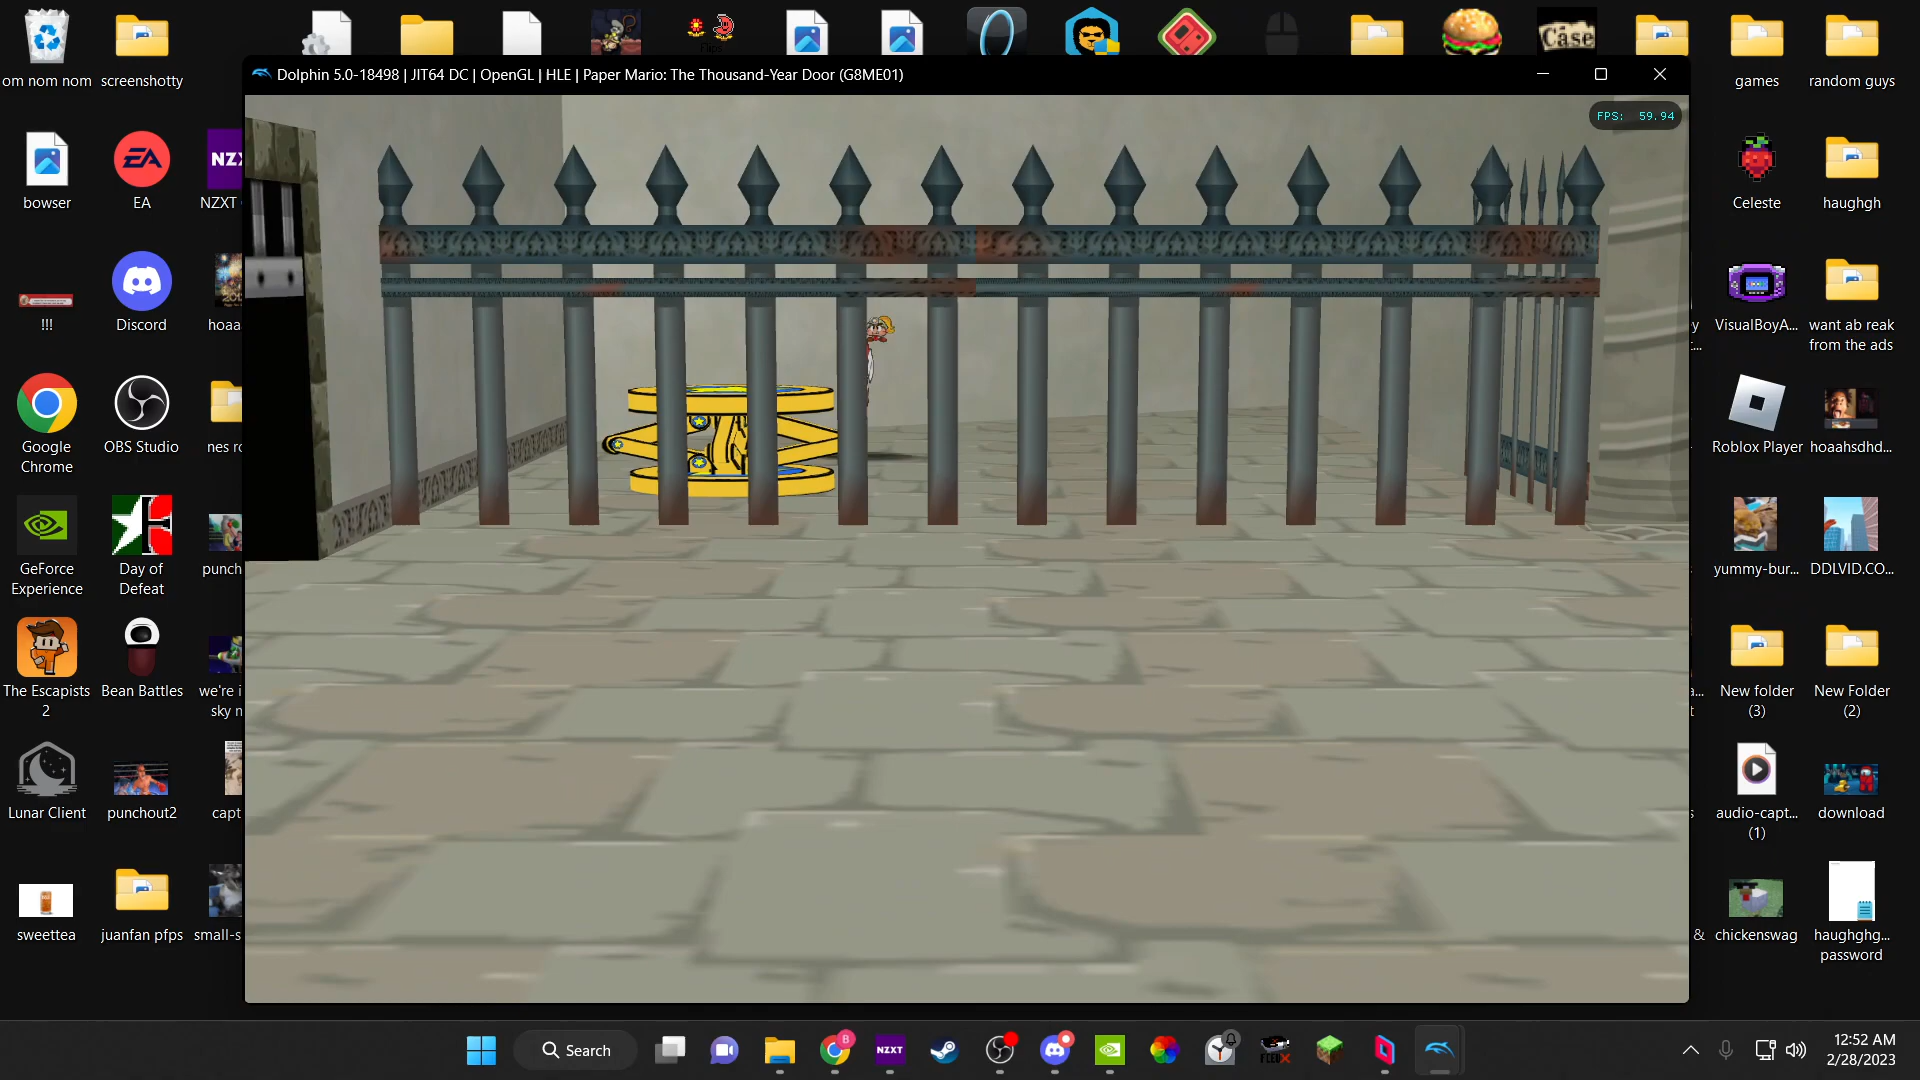 Dolphin 5.0-18498 | JIT64 DC | OpenGL | HLE | Paper Mario: The Thousand-Year Door (G8ME01)
FPS: 59.94
om nom nom
screenshotty
Flips
Case
games
random guys
bowser
EA
NZXT
Celeste
haughgh
!!!
Discord
hoaa
VisualBoyA...
want ab reak
from the ads
Google
Chrome
OBS Studio
nes ro
Roblox Player
hoaahsdhd...
GeForce
Experience
Day of
Defeat
punch
yummy-bur...
DDLVID.CO...
The Escapists
2
Bean Battles
we're i
sky n
New folder
(3)
New Folder
(2)
Lunar Client
punchout2
capt
audio-capt...
(1)
download
sweettea
juanfan pfps
small-s
&
chickenswag
haughghg...
password
Search
NZXT
12:52 AM
2/28/2023